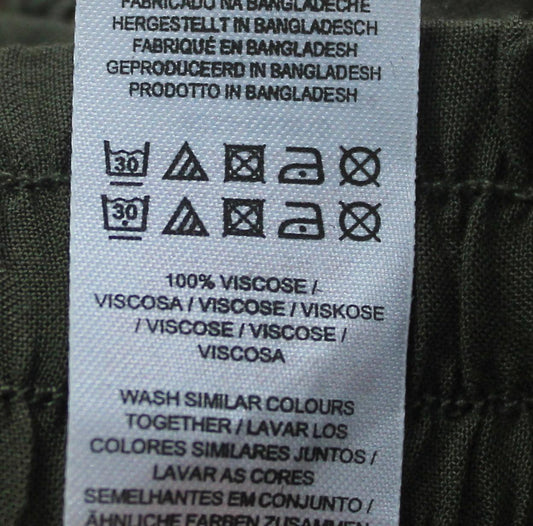 FABRICADO NA BANGLADECHE
HERGESTELLT IN BANGLADESCH
FABRIQUÉ EN BANGLADESH
GEPRODUCEERD IN BANGLADESH
PRODOTTO IN BANGLADESH
30
30
100% VISCOSE /
VISCOSA / VISCOSE / VISKOSE
/ VISCOSE / VISCOSE /
VISCOSA
WASH SIMILAR COLOURS
TOGETHER / LAVAR LOS
COLORES SIMILARES JUNTOS /
LAVAR AS CORES
SEMELHANTES EM CONJUNTO /
ÄHNLICHE FARBEN ZUSAMMEN